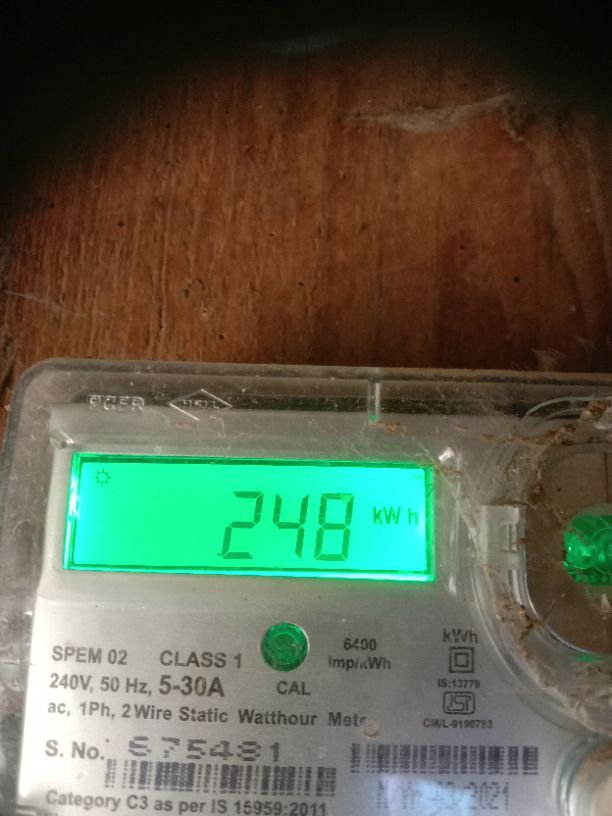 248 kWh
SPEM 02 CLASS 1
6400
imp/kWh
kWh
240V, 50 Hz, 5-30A
CAL
IS:13779
ac, 1Ph, 2 Wire Static Watthour
CM/L-9190783
S. No. 675481
2021
Category C3 as per IS 15959:2011